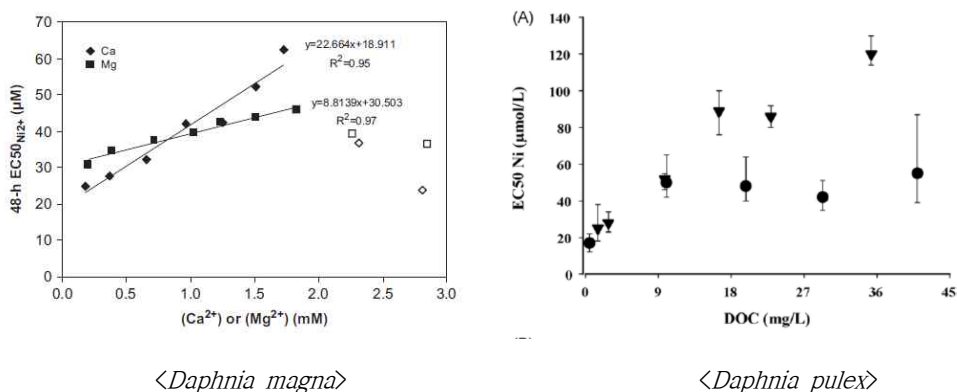 70
60
50
40
30
20
10
0
48-h EC50Ni2+ (µM)
Ca
Mg
y=22.664x+18.911
R²=0.95
y=8.8139x+30.503
R²=0.97
0.0 0.5 1.0 1.5 2.0 2.5 3.0
(Ca²⁺) or (Mg²⁺) (mM)
<Daphnia magna>
(A)
140
120
100
80
60
40
20
0
EC50 Ni (µmol/L)
0 9 18 27 36 45
DOC (mg/L)
<Daphnia pulex>